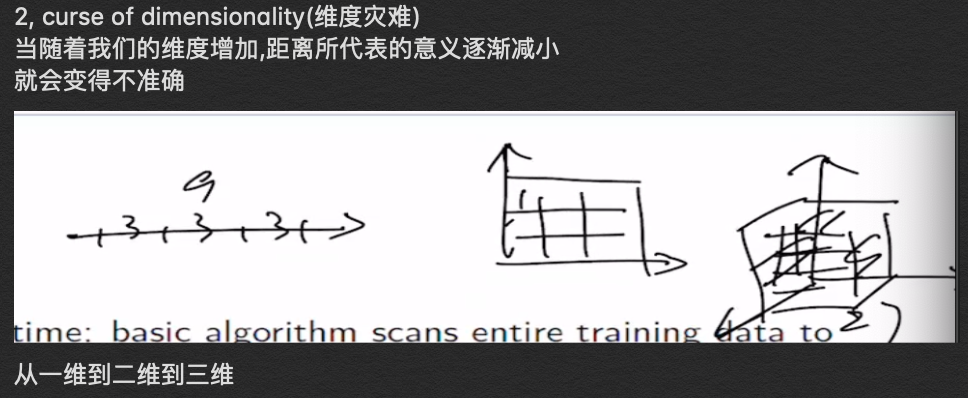 2, curse of dimensionality(维度灾难)
当随着我们的维度增加,距离所代表的意义逐渐减小
就会变得不准确
9
3 3 3
1
time: basic algorithm scans entire training data to
从一维到二维到三维